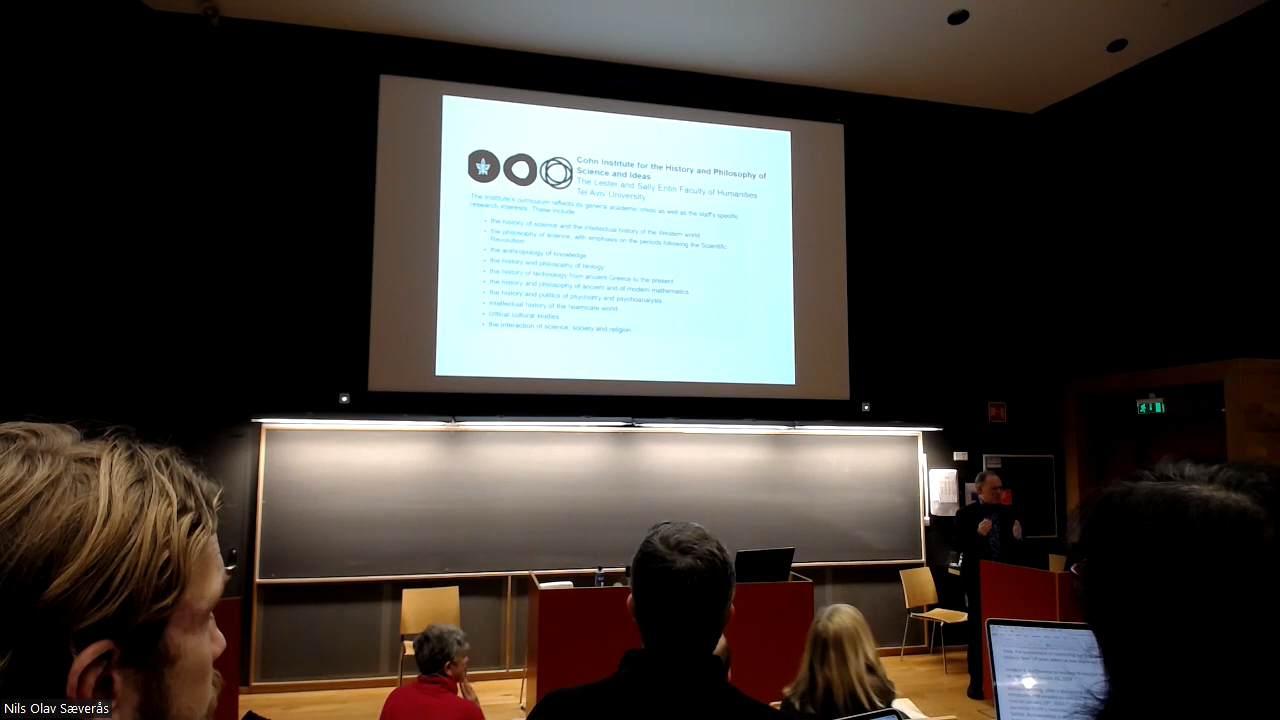 Cohn Institute for the History and Philosophy of
Science and Ideas
The Lester and Sally Entin Faculty of Humanities
Tel Aviv University
The Institute's curriculum reflects its general academic credo as well as the staff's specific
research interests. These include:
• the history of science and the intellectual history of the Western world
• the philosophy of science, with emphasis on the periods following the Scientific
Revolution
• the anthropology of knowledge
• the history and philosophy of biology
• the history of technology from ancient Greece to the present
• the history and philosophy of ancient and of modern mathematics
• the history and politics of psychiatry and psychoanalysis
• intellectual history of the Islamicate world
• critical cultural studies
• the interaction of science, society and religion
Nils Olav Sæverås